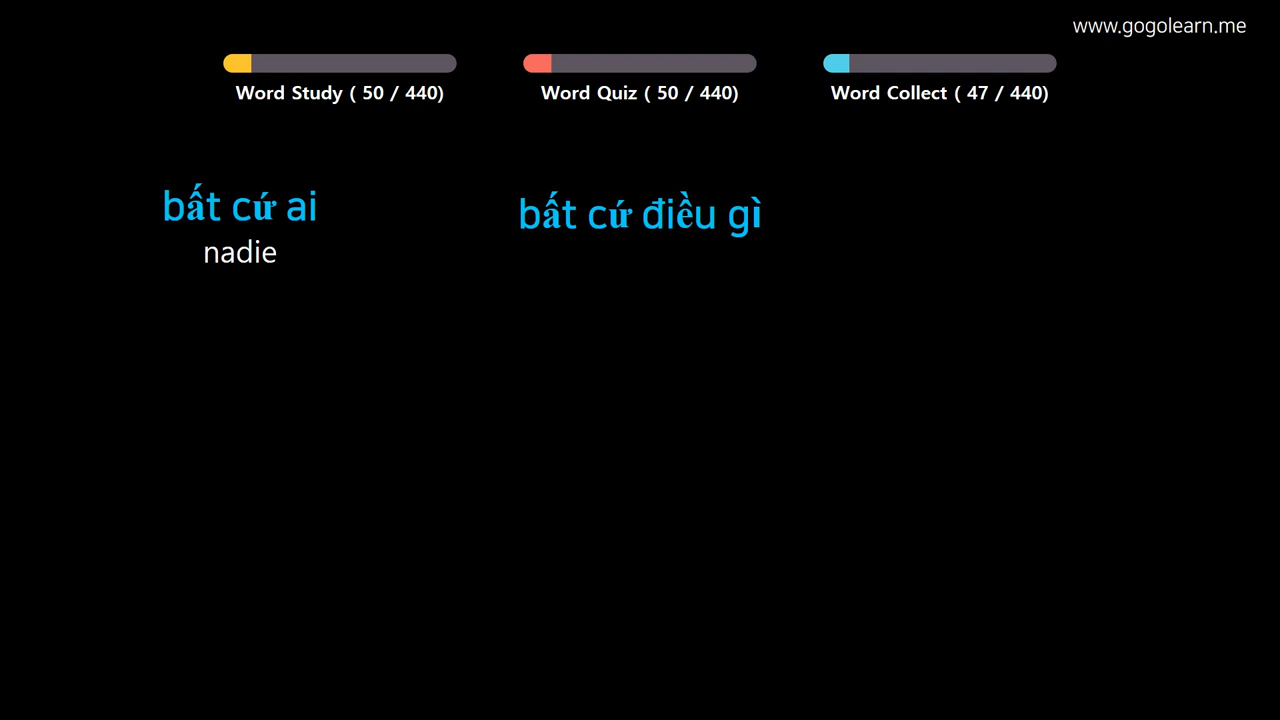 www.gogolearn.me
Word Study ( 50 / 440)
Word Quiz ( 50 / 440)
Word Collect ( 47 / 440)
bất cứ ai
nadie
bất cứ điều gì